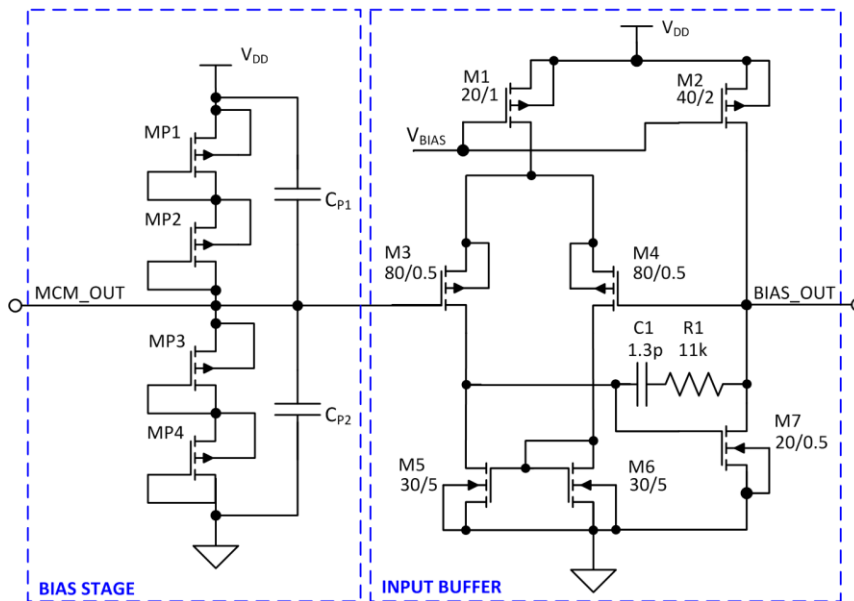 V_DD
MP1
MP2
C_P1
MCM_OUT
MP3
MP4
C_P2
BIAS STAGE
V_DD
M1
20/1
M2
40/2
V_BIAS
M3
80/0.5
M4
80/0.5
BIAS_OUT
C1
1.3p
R1
11k
M7
20/0.5
M5
30/5
M6
30/5
INPUT BUFFER